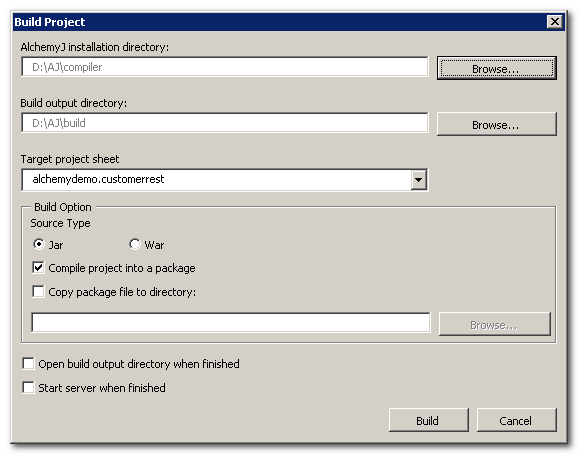 Build Project
AlchemyJ installation directory:
D:\AJ\compiler
Browse...
Build output directory:
D:\AJ\build
Browse...
Target project sheet
alchemydemo.customerrest
Build Option
Source Type
Jar
War
Compile project into a package
Copy package file to directory:
Browse...
Open build output directory when finished
Start server when finished
Build
Cancel